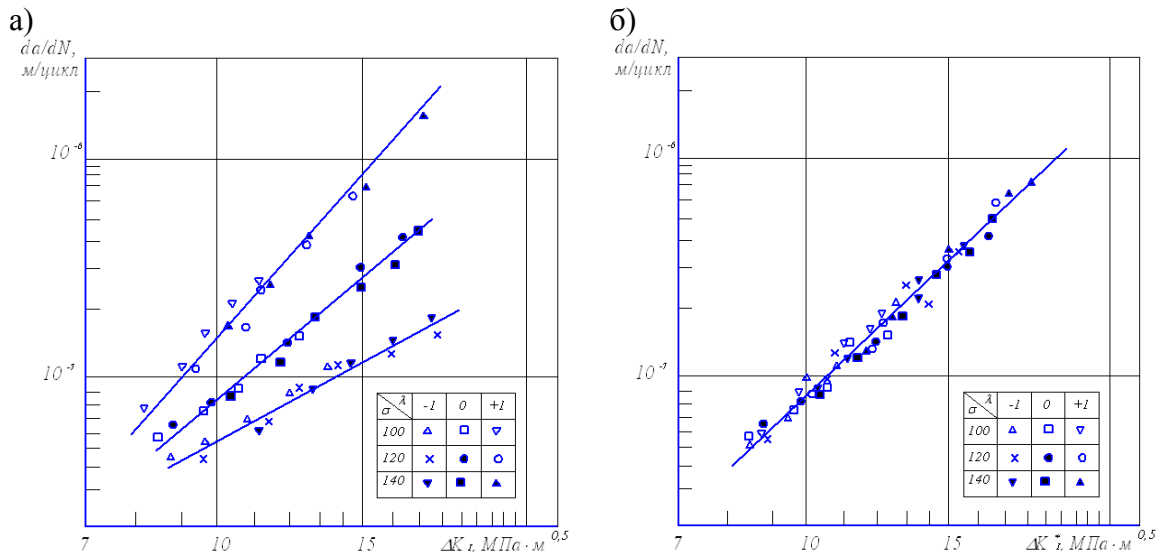 а)
da/dN,
м/цикл
10⁻⁶
10⁻⁷
7 10 15 ΔK I, МПа·м 0,5
σ λ -1 0 +1
100
120
140
б)
da/dN,
м/цикл
10⁻⁶
10⁻⁷
7 10 15 ΔK*I, МПа·м 0,5
σ λ -1 0 +1
100
120
140